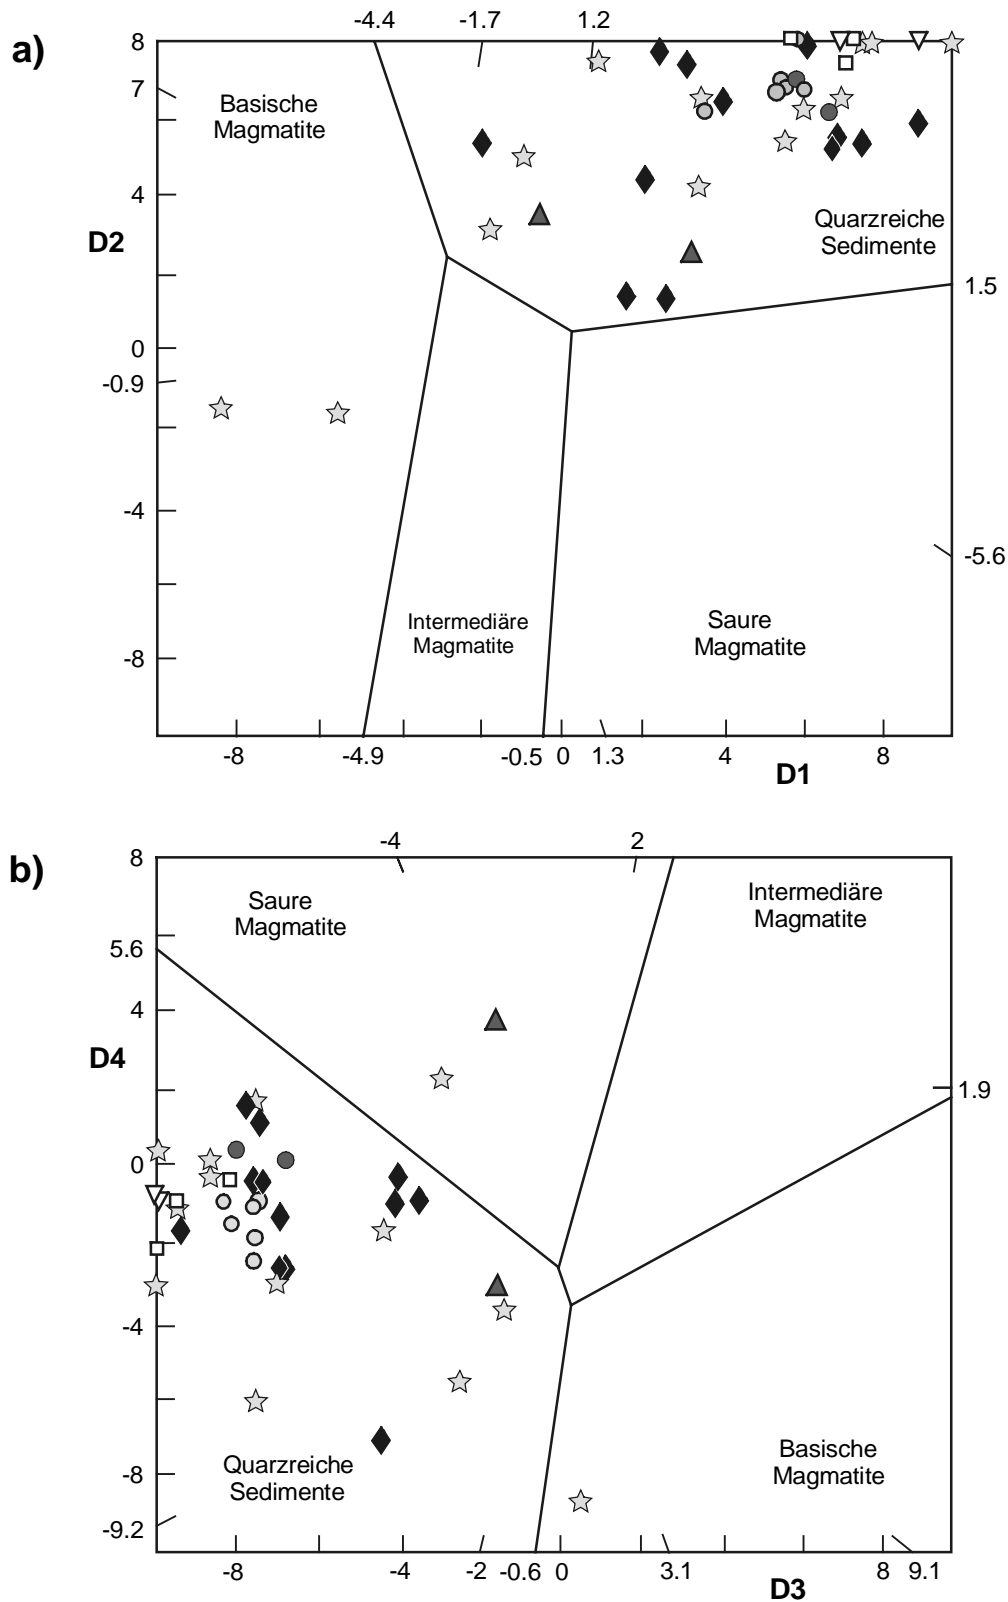 a)
-4.4
-1.7
1.2
8
7
4
D2
0
-0.9
-4
-8
Basische
Magmatite
Quarzreiche
Sedimente
1.5
-5.6
Intermediäre
Magmatite
Saure
Magmatite
-8
-4.9
-0.5
0
1.3
4
8
D1
b)
-4
2
8
5.6
4
D4
0
-4
-8
-9.2
Saure
Magmatite
Intermediäre
Magmatite
1.9
Quarzreiche
Sedimente
Basische
Magmatite
-8
-4
-2
-0.6
0
3.1
8
9.1
D3